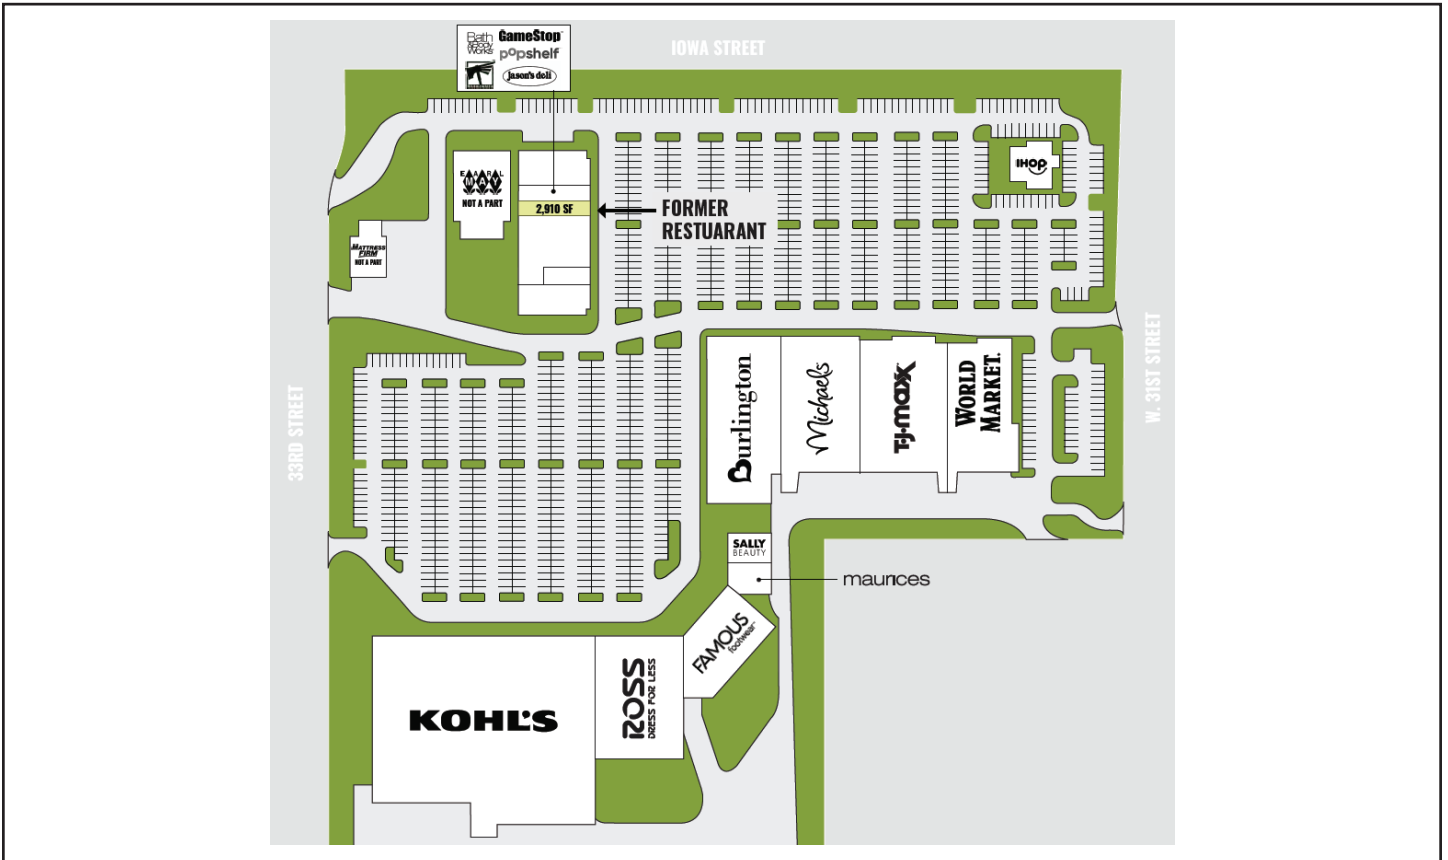 IOWA STREET
Bath
& Body
Works
GameStop
popshelf
jason's deli
EARL
MAY
NOT A PART
2,910 SF
FORMER
RESTUARANT
IHOP
MATTRESS
FIRM
NOT A PART
33RD STREET
W. 31ST STREET
Burlington
Michaels
T.J.maxx
WORLD
MARKET.
SALLY
BEAUTY
maurices
FAMOUS
footwear
ROSS
DRESS FOR LESS
KOHL'S